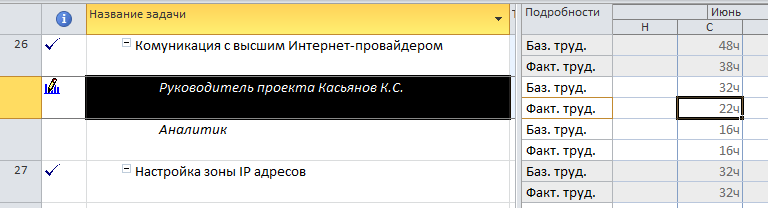 Название задачи
Т
Подробности
Июнь
Н
С
26
Комуникация с высшим Интернет-провайдером
Баз. труд.
48ч
Факт. труд.
38ч
Руководитель проекта Касьянов К.С.
Баз. труд.
32ч
Факт. труд.
22ч
Аналитик
Баз. труд.
16ч
Факт. труд.
16ч
27
Настройка зоны IP адресов
Баз. труд.
32ч
Факт. труд.
32ч